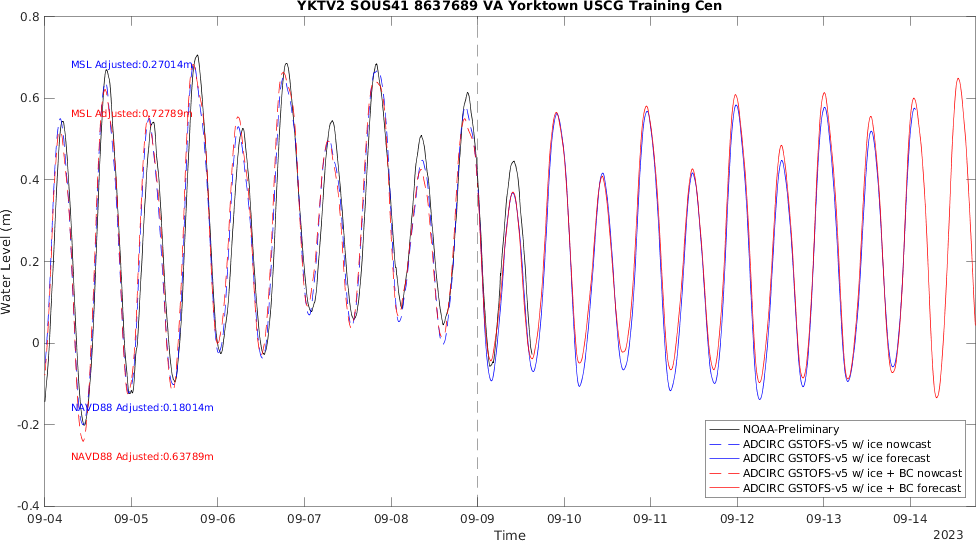 YKTV2 SOUS41 8637689 VA Yorktown USCG Training Cen
0.8
0.6
0.4
0.2
0
-0.2
-0.4
Water Level (m)
MSL Adjusted:0.27014m
MSL Adjusted:0.72789m
NAVD88 Adjusted:0.18014m
NAVD88 Adjusted:0.63789m
NOAA-Preliminary
ADCIRC GSTOFS-v5 w/ ice nowcast
ADCIRC GSTOFS-v5 w/ ice forecast
ADCIRC GSTOFS-v5 w/ ice + BC nowcast
ADCIRC GSTOFS-v5 w/ ice + BC forecast
09-04 09-05 09-06 09-07 09-08 09-09 09-10 09-11 09-12 09-13 09-14
Time
2023